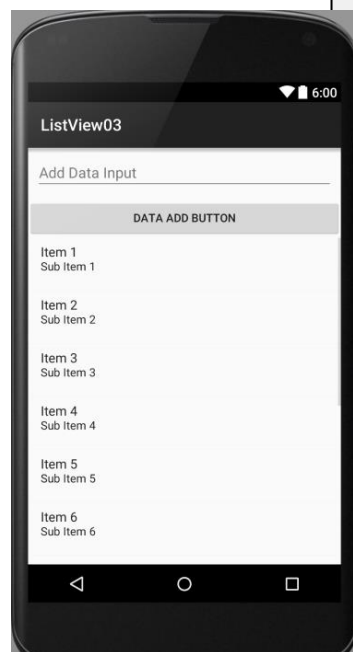 6:00
ListView03
Add Data Input
DATA ADD BUTTON
Item 1
Sub Item 1
Item 2
Sub Item 2
Item 3
Sub Item 3
Item 4
Sub Item 4
Item 5
Sub Item 5
Item 6
Sub Item 6